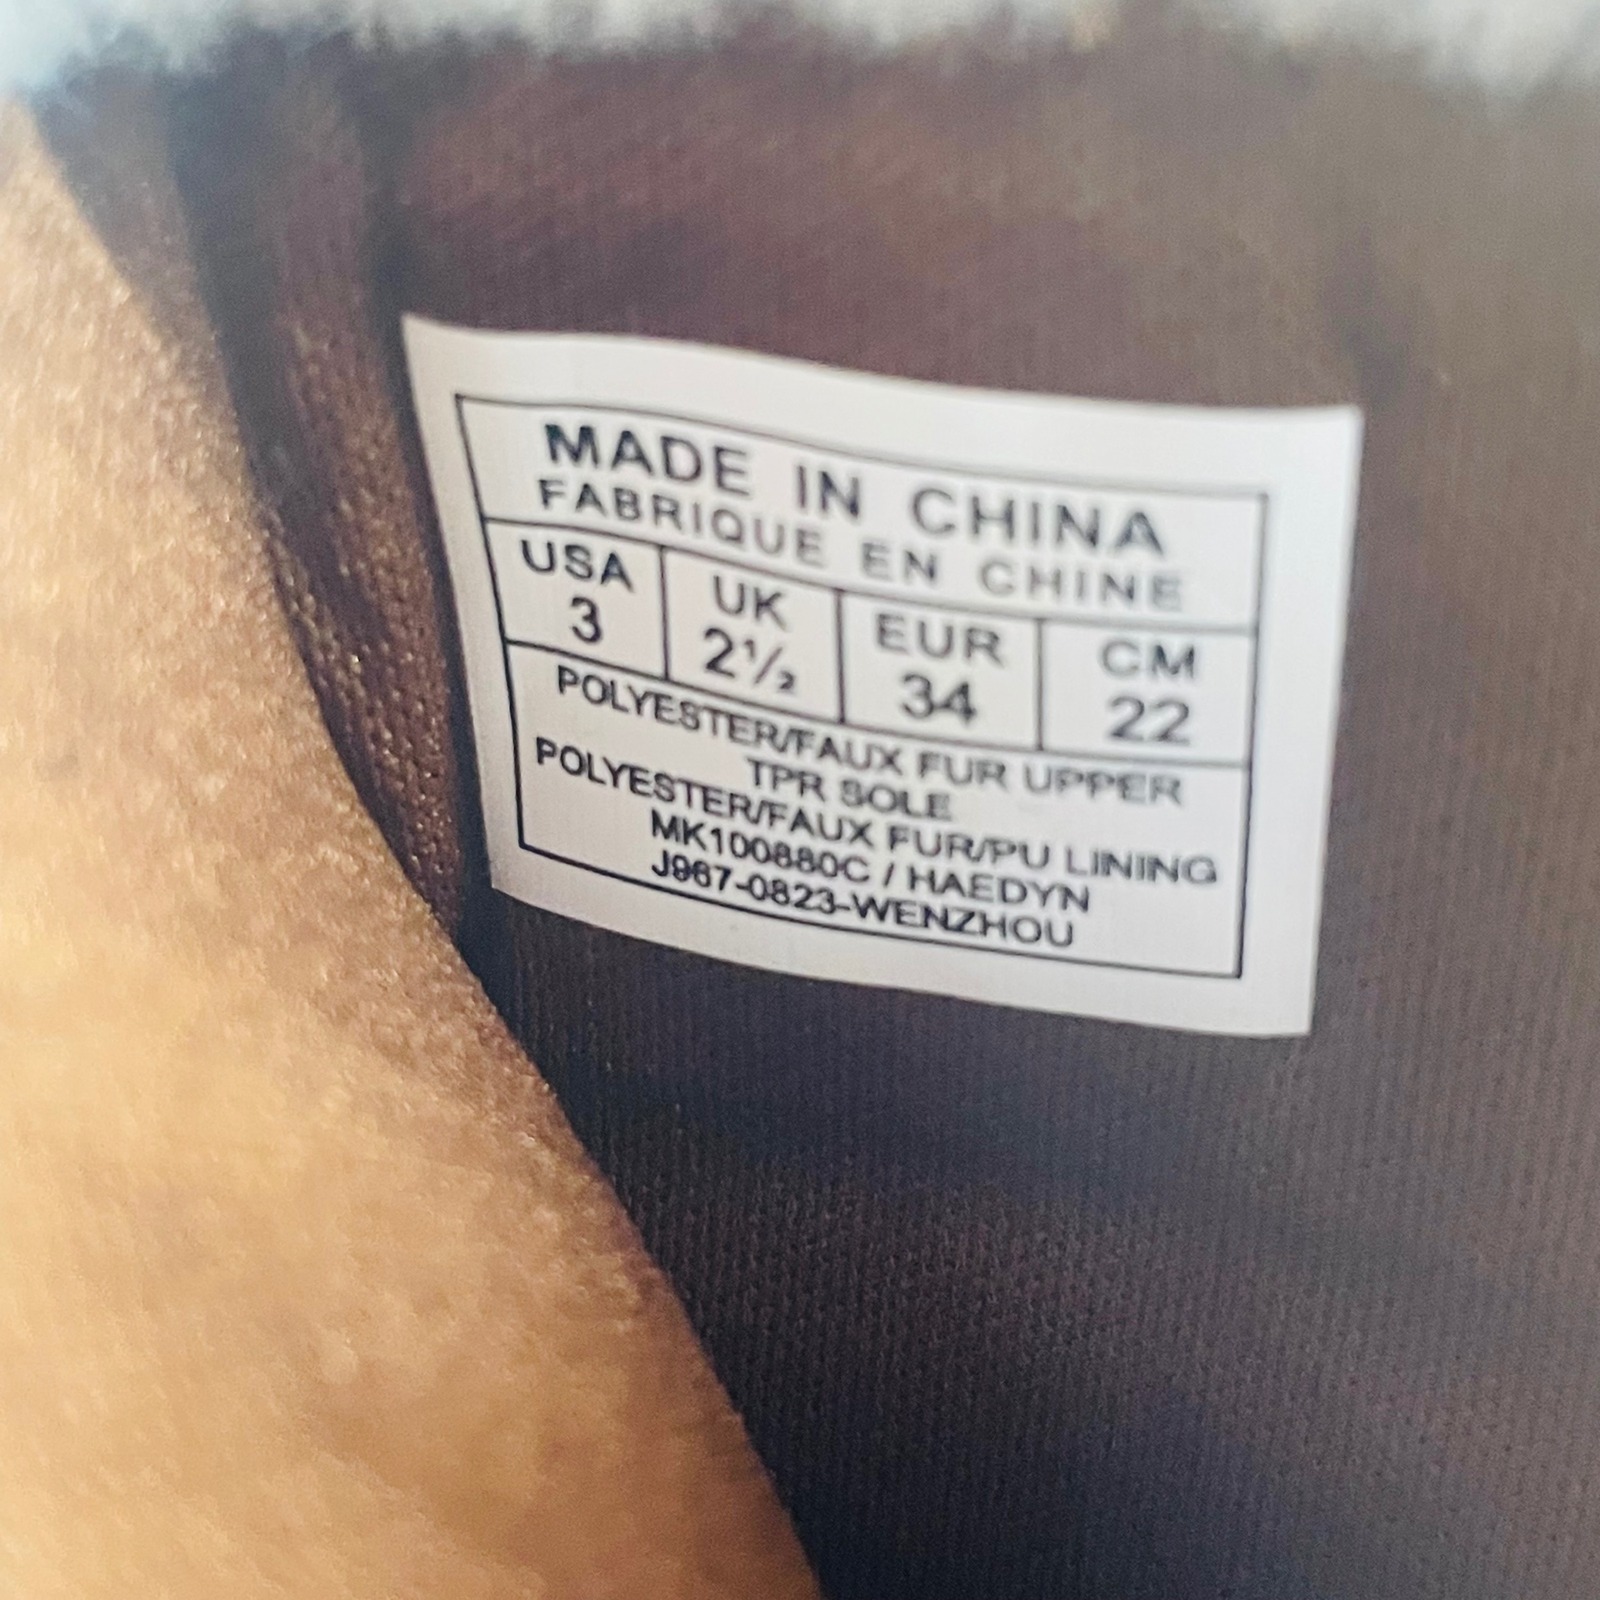 MADE IN CHINA
FABRIQUE EN CHINE
USA UK EUR CM
3 2½ 34 22
POLYESTER/FAUX FUR UPPER
TPR SOLE
POLYESTER/FAUX FUR/PU LINING
MK100880C / HAEDYN
J967-0823-WENZHOU